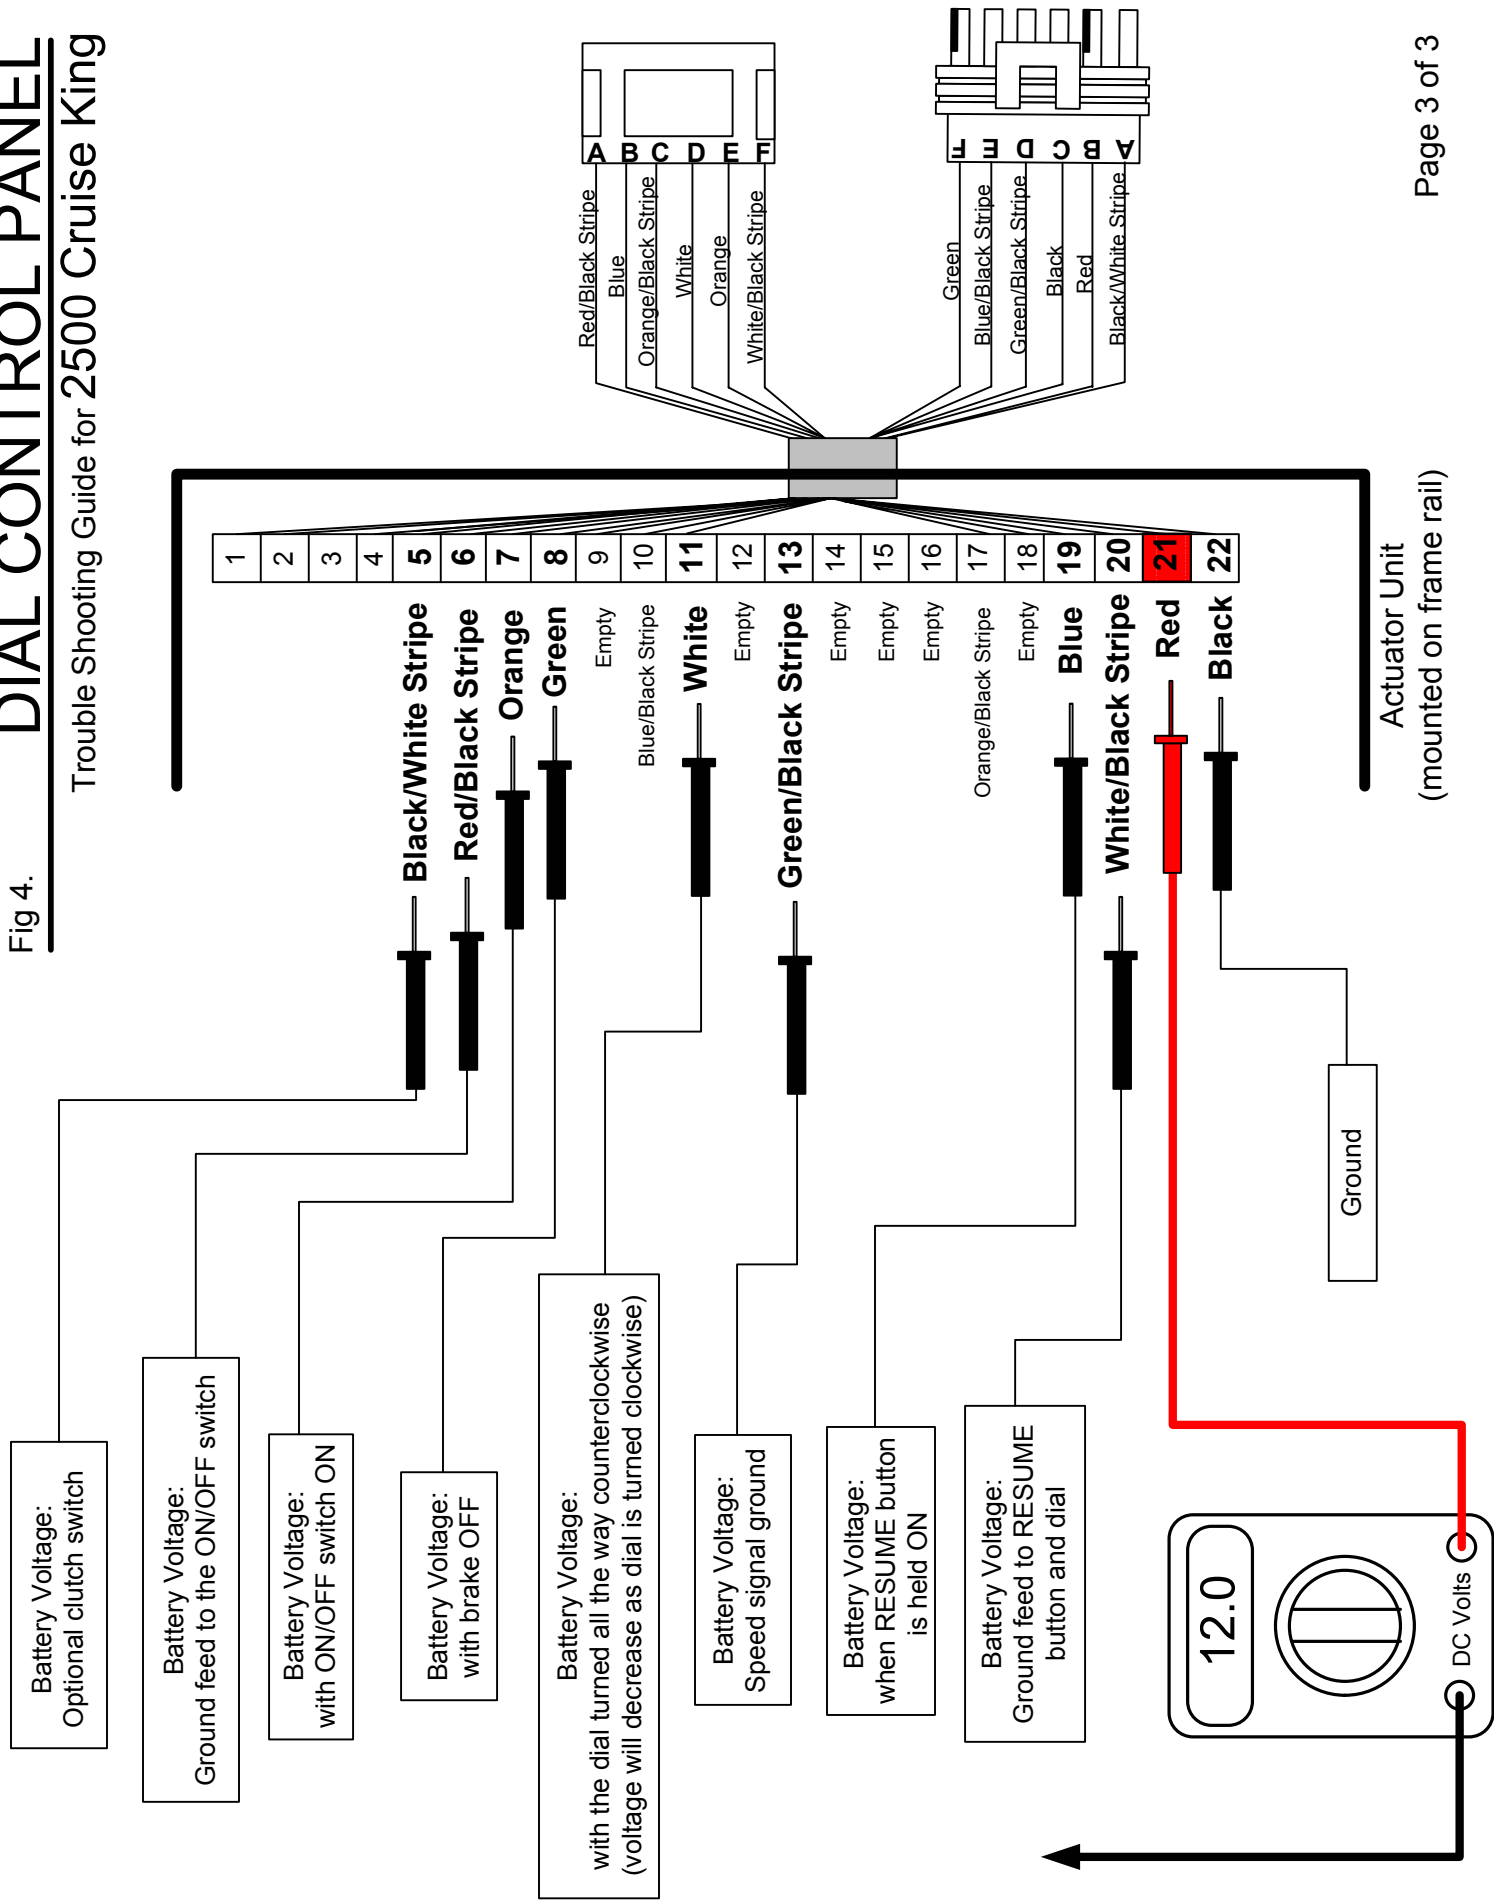 Fig 4.
DIAL CONTROL PANEL
Trouble Shooting Guide for 2500 Cruise King
Battery Voltage:
Optional clutch switch
Battery Voltage:
Ground feed to the ON/OFF switch
Battery Voltage:
with ON/OFF switch ON
Battery Voltage:
with brake OFF
Battery Voltage:
with the dial turned all the way counterclockwise
(voltage will decrease as dial is turned clockwise)
Battery Voltage:
Speed signal ground
Battery Voltage:
when RESUME button
is held ON
Battery Voltage:
Ground feed to RESUME
button and dial
Ground
12.0
DC Volts
1
2
3
4
Black/White Stripe 5
Red/Black Stripe 6
Orange 7
Green 8
Empty 9
Blue/Black Stripe 10
White 11
Empty 12
Green/Black Stripe 13
Empty 14
Empty 15
Empty 16
Orange/Black Stripe 17
Empty 18
Blue 19
White/Black Stripe 20
Red 21
Black 22
Actuator Unit
(mounted on frame rail)
Red/Black Stripe A
Blue B
Orange/Black Stripe C
White D
Orange E
White/Black Stripe F
Green F
Blue/Black Stripe E
Green/Black Stripe D
Black C
Red B
Black/White Stripe A
Page 3 of 3